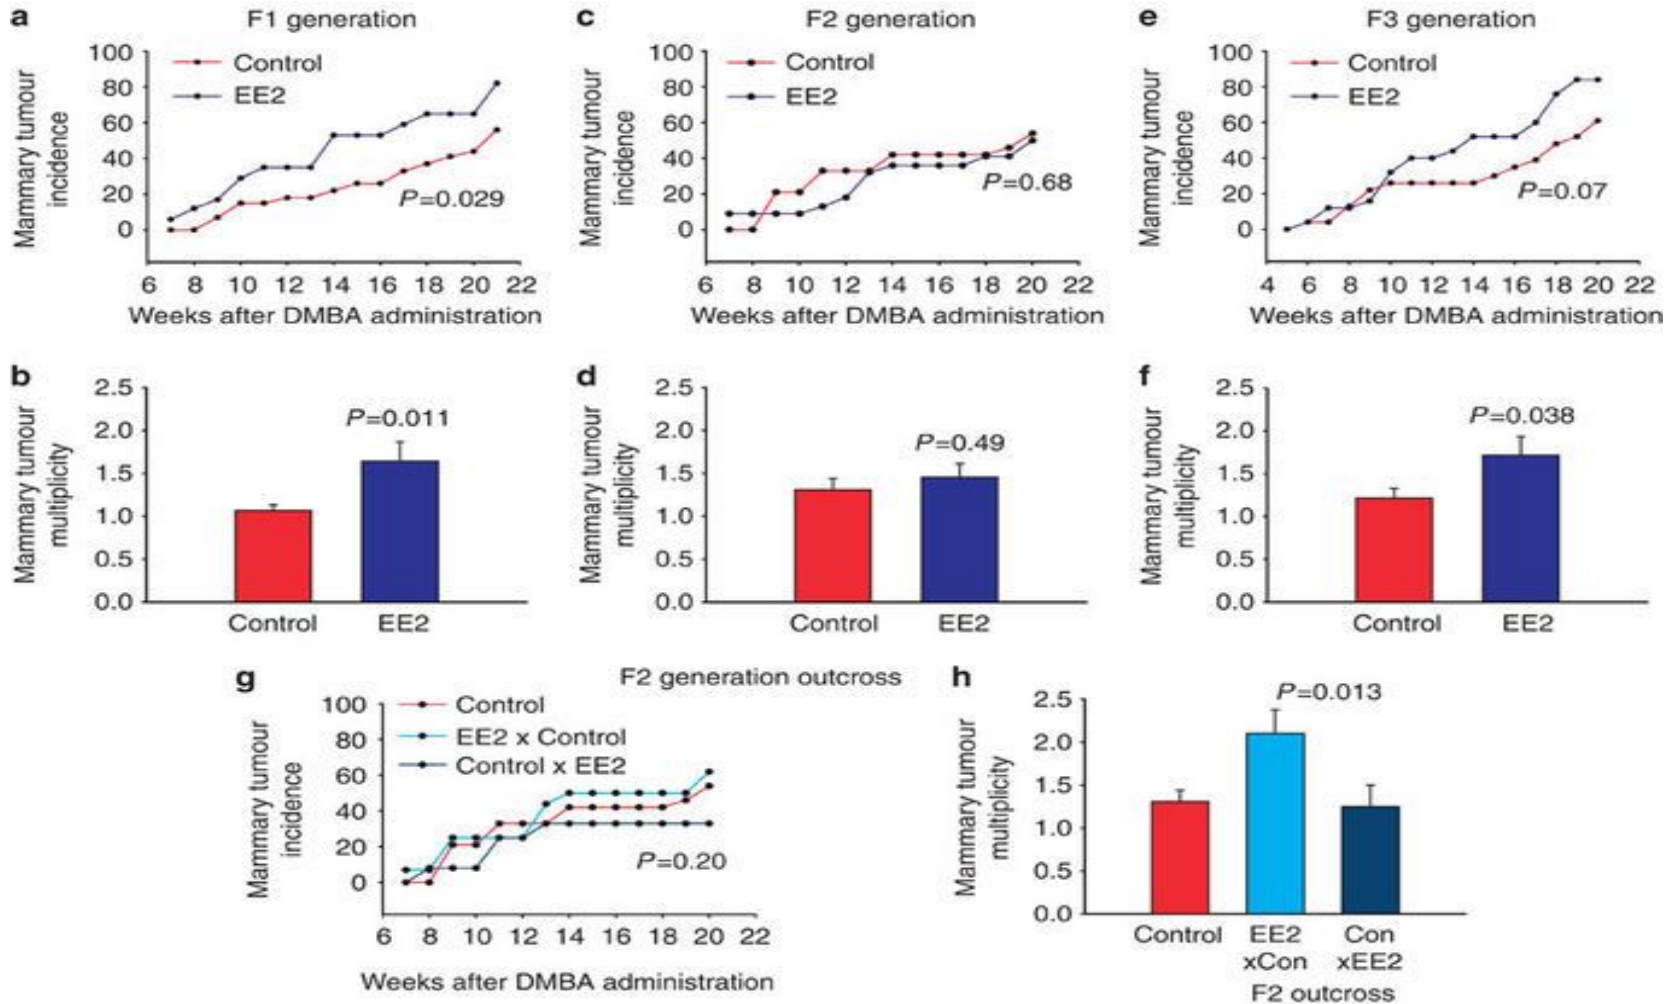 a F1 generation
100
80
60
40
20
0
Mammary tumour
incidence
Control
EE2
P=0.029
6 8 10 12 14 16 18 20 22
Weeks after DMBA administration
c F2 generation
100
80
60
40
20
0
Mammary tumour
incidence
Control
EE2
P=0.68
6 8 10 12 14 16 18 20 22
Weeks after DMBA administration
e F3 generation
100
80
60
40
20
0
Mammary tumour
incidence
Control
EE2
P=0.07
4 6 8 10 12 14 16 18 20 22
Weeks after DMBA administration
b
2.5
2.0
1.5
1.0
0.5
0.0
Mammary tumour
multiplicity
P=0.011
Control EE2
d
2.5
2.0
1.5
1.0
0.5
0.0
Mammary tumour
multiplicity
P=0.49
Control EE2
f
2.5
2.0
1.5
1.0
0.5
0.0
Mammary tumour
multiplicity
P=0.038
Control EE2
g F2 generation outcross
100
80
60
40
20
0
Mammary tumour
incidence
Control
EE2 x Control
Control x EE2
P=0.20
6 8 10 12 14 16 18 20 22
Weeks after DMBA administration
h
2.5
2.0
1.5
1.0
0.5
0.0
Mammary tumour
multiplicity
P=0.013
Control EE2 Con
xCon xEE2
F2 outcross